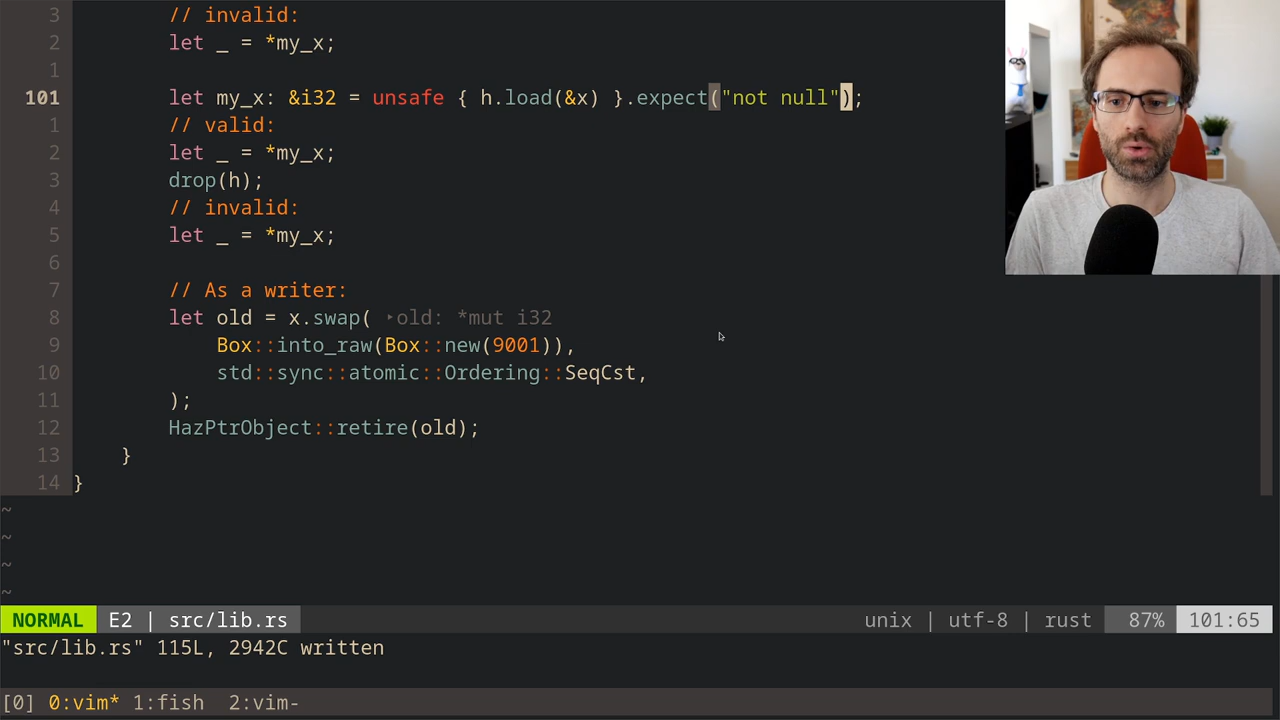 3 // invalid:
2 let _ = *my_x;
1
101 let my_x: &i32 = unsafe { h.load(&x) }.expect("not null");
1 // valid:
2 let _ = *my_x;
3 drop(h);
4 // invalid:
5 let _ = *my_x;
6
7 // As a writer:
8 let old = x.swap( ‣old: *mut i32
9 Box::into_raw(Box::new(9001)),
10 std::sync::atomic::Ordering::SeqCst,
11 );
12 HazPtrObject::retire(old);
13 }
14 }
~
~
~
~
NORMAL E2 | src/lib.rs unix | utf-8 | rust 87% 101:65
"src/lib.rs" 115L, 2942C written
[0] 0:vim* 1:fish 2:vim-